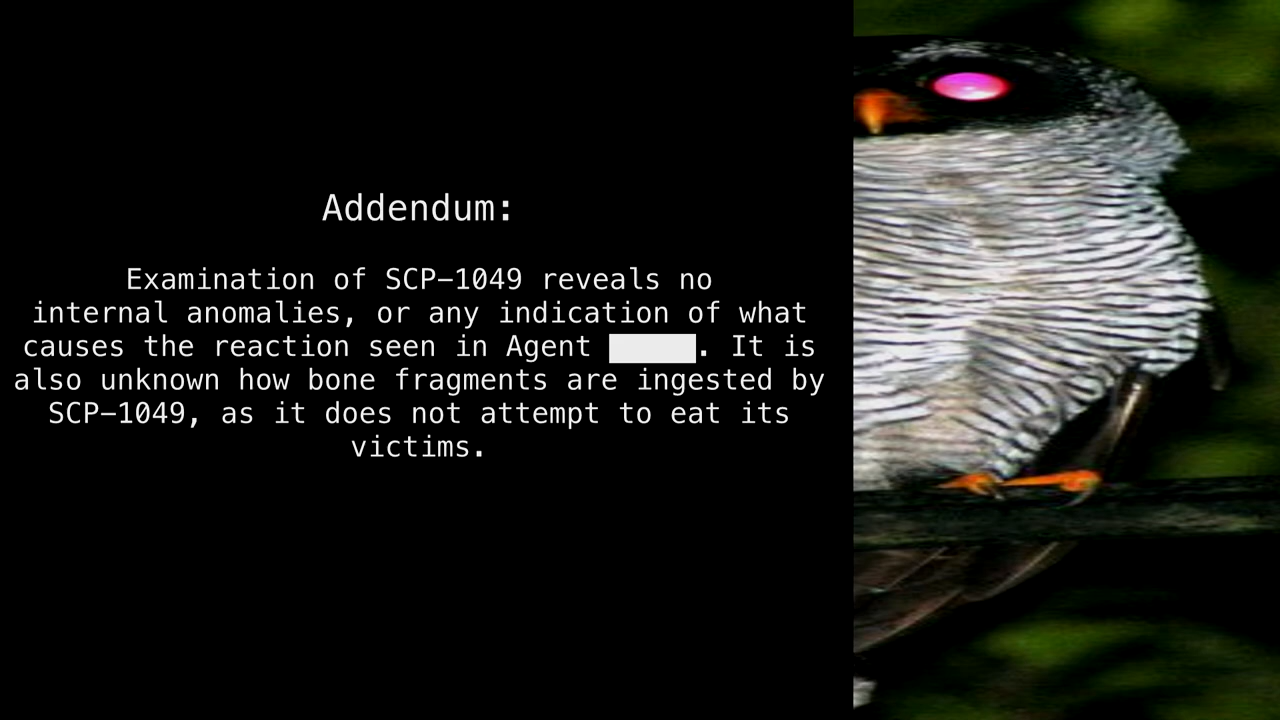 Addendum:
Examination of SCP-1049 reveals no
internal anomalies, or any indication of what
causes the reaction seen in Agent █████. It is
also unknown how bone fragments are ingested by
SCP-1049, as it does not attempt to eat its
victims.